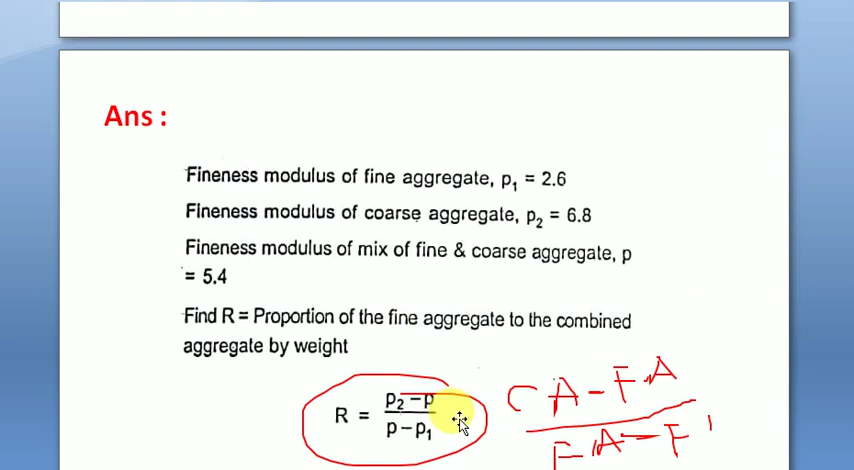 Ans :
Fineness modulus of fine aggregate, p₁ = 2.6
Fineness modulus of coarse aggregate, p₂ = 6.8
Fineness modulus of mix of fine & coarse aggregate, p
= 5.4
Find R = Proportion of the fine aggregate to the combined
aggregate by weight
R = p₂ – p / p – p₁
CA – FA
FA – F'